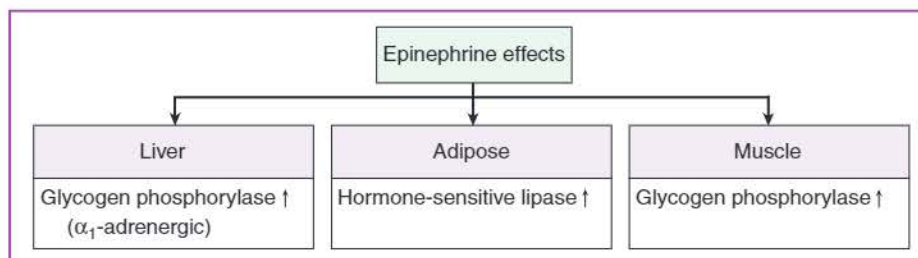 Epinephrine effects
Liver
Glycogen phosphorylase ↑
(α₁-adrenergic)
Adipose
Hormone-sensitive lipase ↑
Muscle
Glycogen phosphorylase ↑